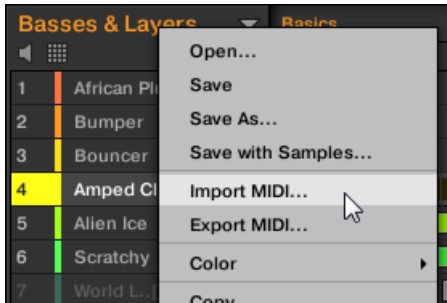 Basses & Layers
Basics
Open...
Save
Save As...
Save with Samples...
Import MIDI...
Export MIDI...
Color
Copy
1 African Pl
2 Bumper
3 Bouncer
4 Amped Cl
5 Alien Ice
6 Scratchy
7 World L..[